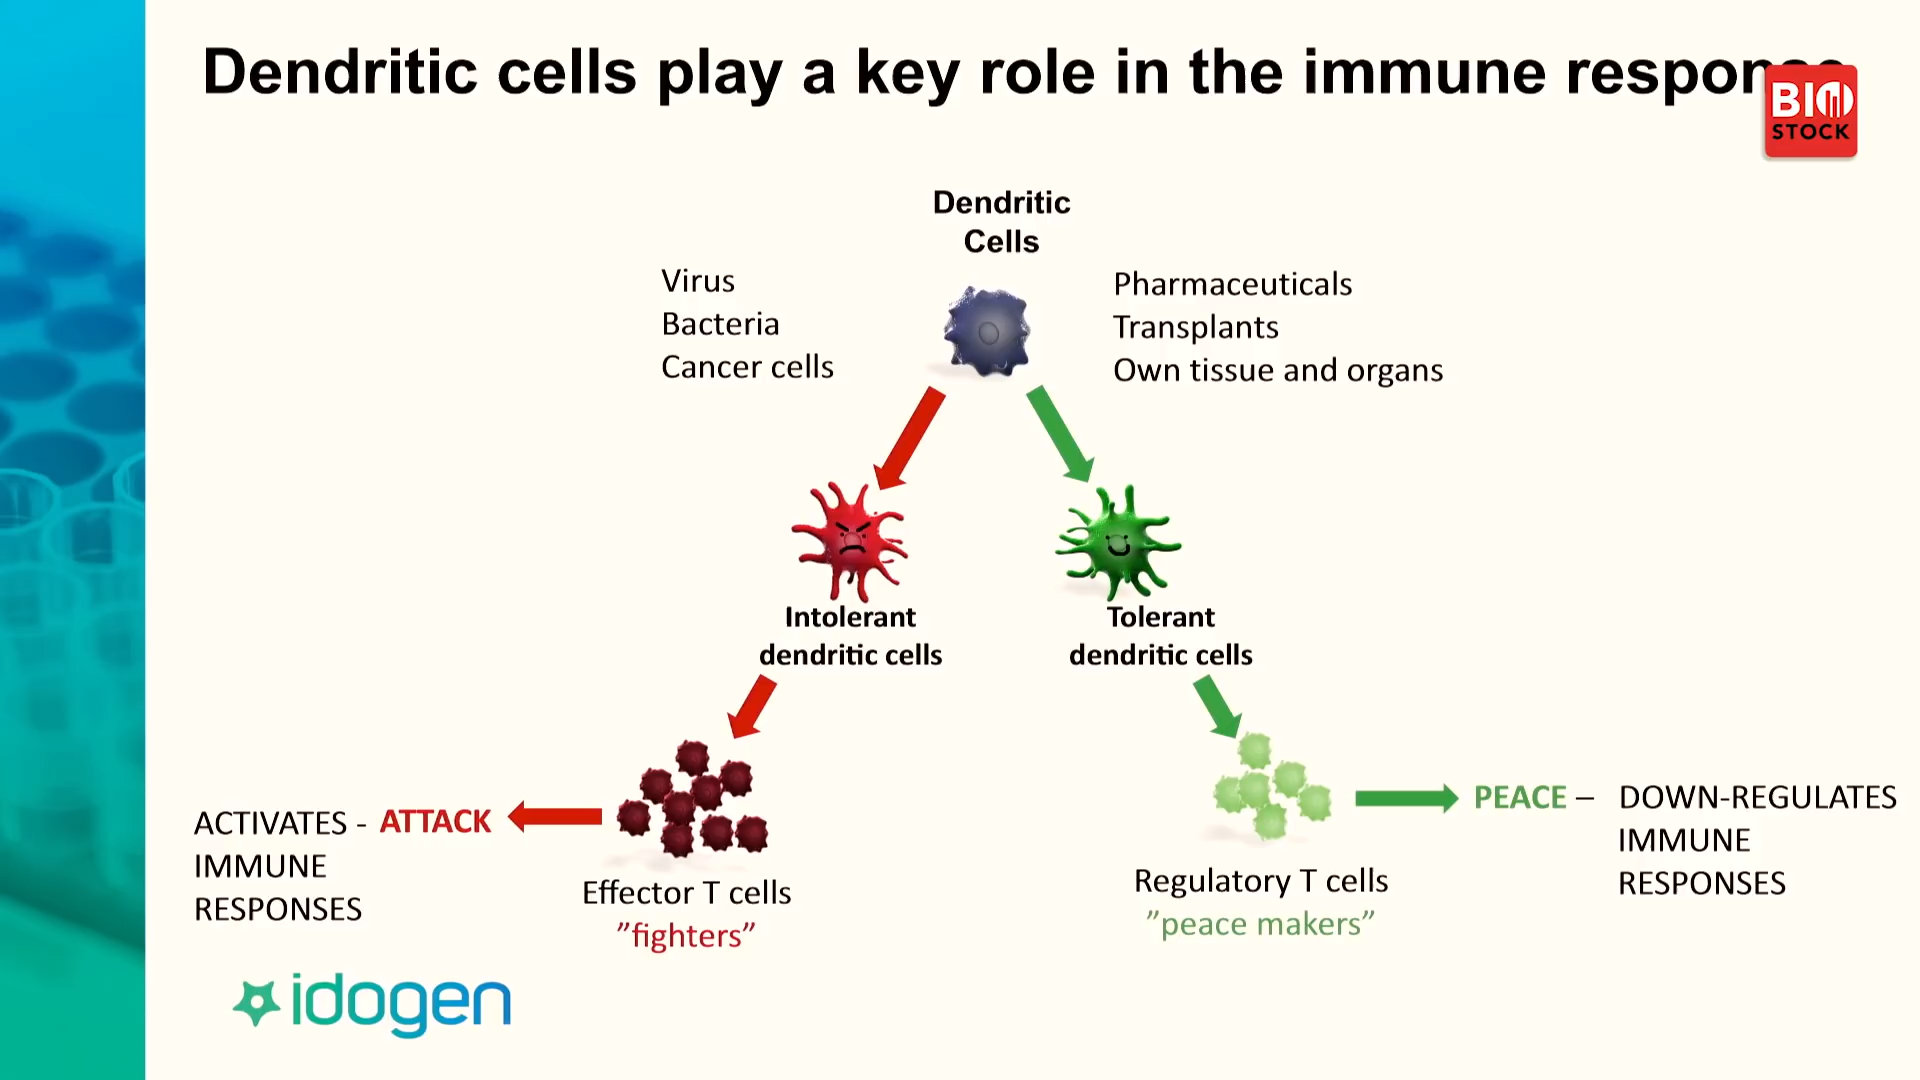 Dendritic cells play a key role in the immune
BIO
STOCK
Dendritic
Cells
Virus
Bacteria
Cancer cells
Pharmaceuticals
Transplants
Own tissue and organs
Intolerant
dendritic cells
Tolerant
dendritic cells
ACTIVATES - ATTACK
IMMUNE
RESPONSES
Effector T cells
”fighters”
Regulatory T cells
”peace makers”
PEACE – DOWN-REGULATES
IMMUNE
RESPONSES
idogen